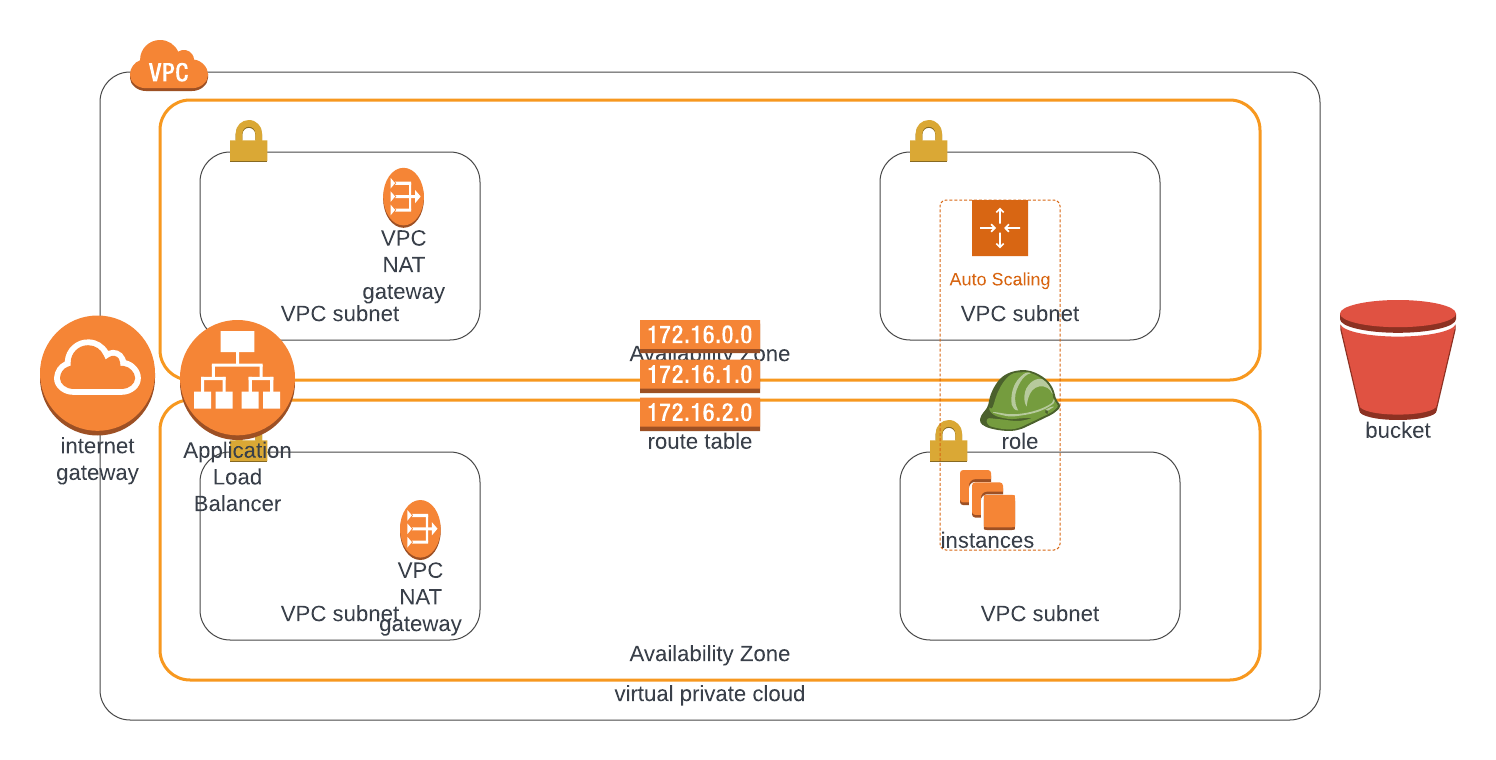 VPC
VPC
NAT
gateway
VPC subnet
Auto Scaling
VPC subnet
172.16.0.0
Availability Zone
172.16.1.0
172.16.2.0
route table
internet
gateway
Application
Load
Balancer
role
bucket
instances
VPC
NAT
gateway
VPC subnet
VPC subnet
Availability Zone
virtual private cloud